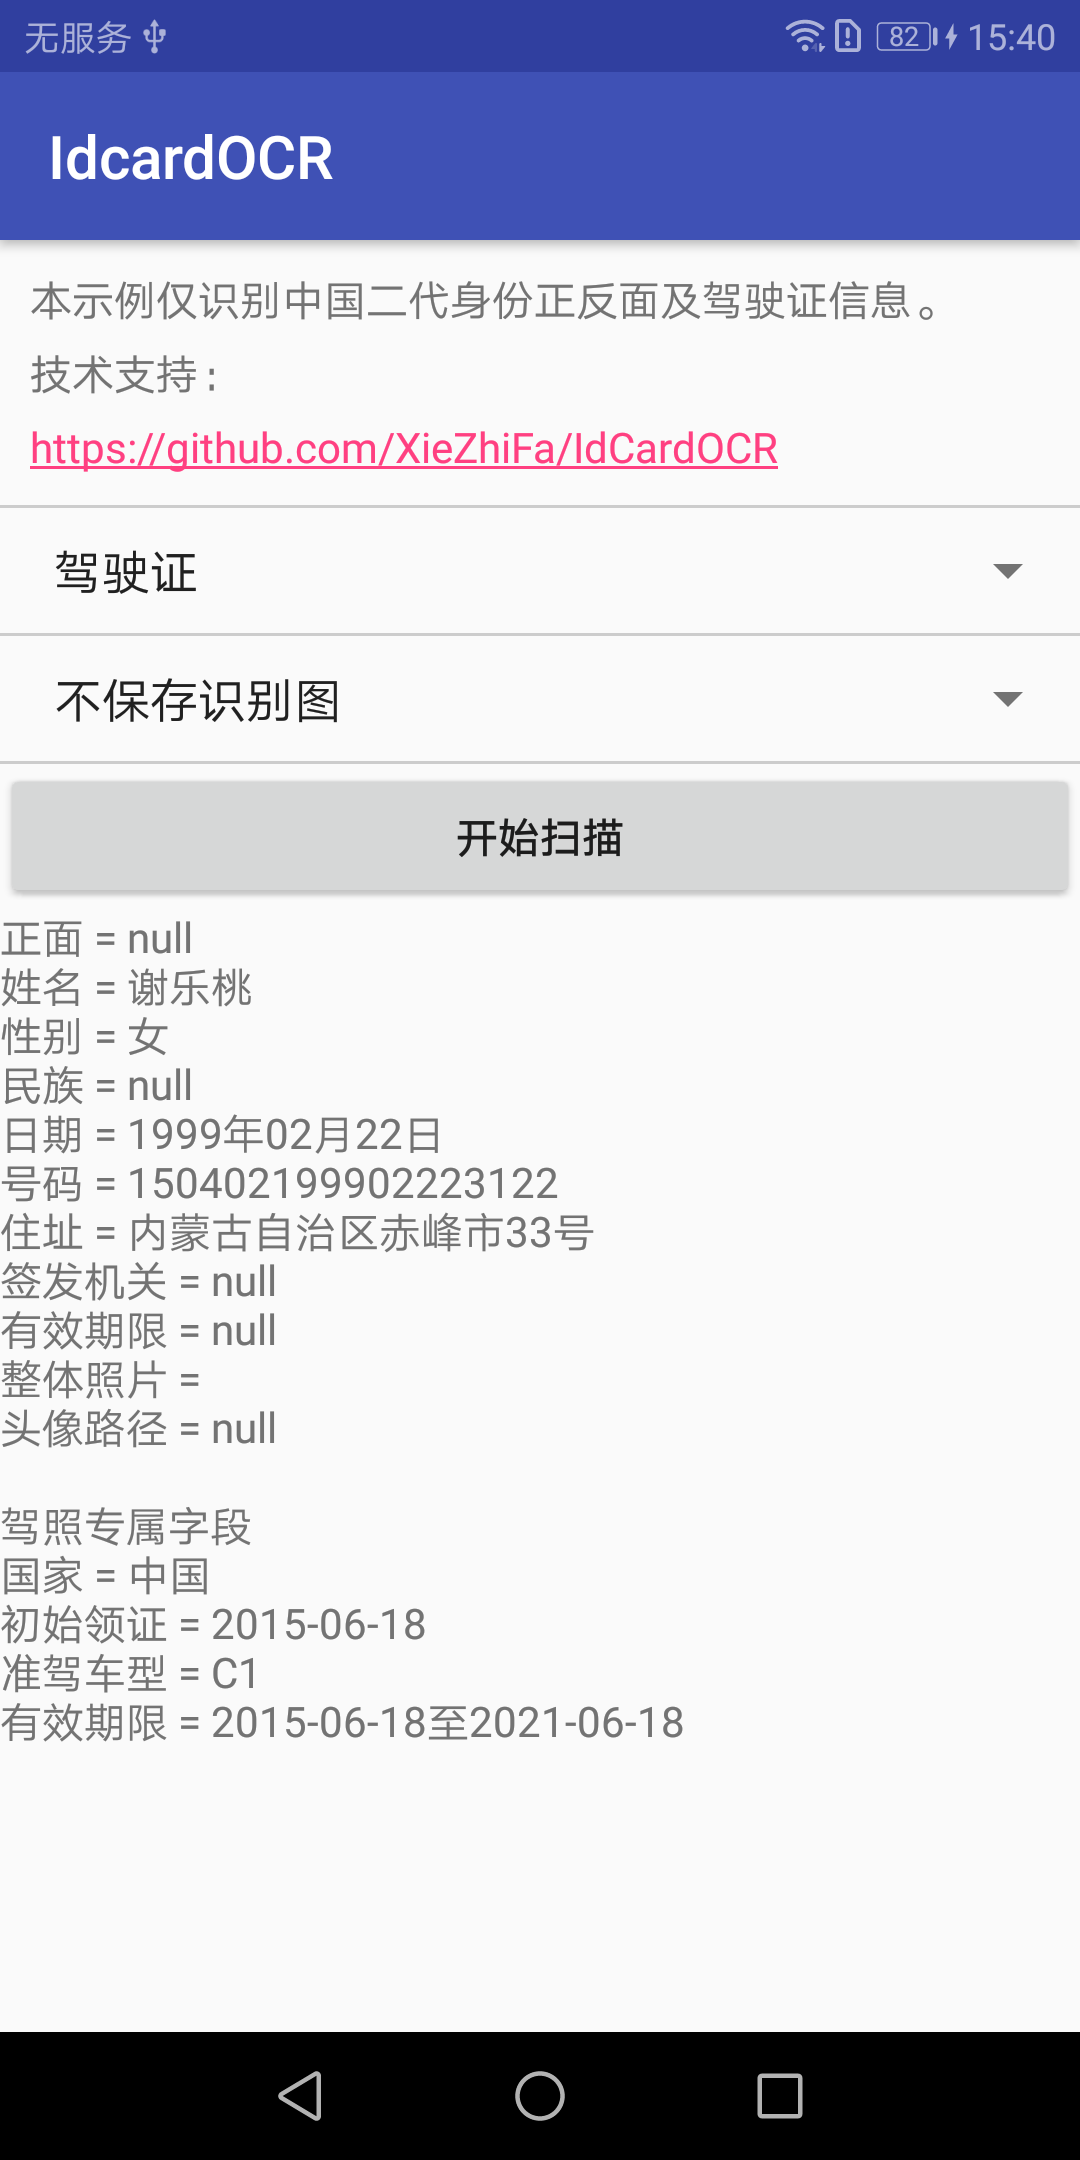 无服务 82 15:40
IdcardOCR
本示例仅识别中国二代身份正反面及驾驶证信息。
技术支持：
https://github.com/XieZhiFa/IdCardOCR
驾驶证
不保存识别图
开始扫描
正面 = null
姓名 = 谢乐桃
性别 = 女
民族 = null
日期 = 1999年02月22日
号码 = 150402199902223122
住址 = 内蒙古自治区赤峰市33号
签发机关 = null
有效期限 = null
整体照片 =
头像路径 = null
驾照专属字段
国家 = 中国
初始领证 = 2015-06-18
准驾车型 = C1
有效期限 = 2015-06-18至2021-06-18